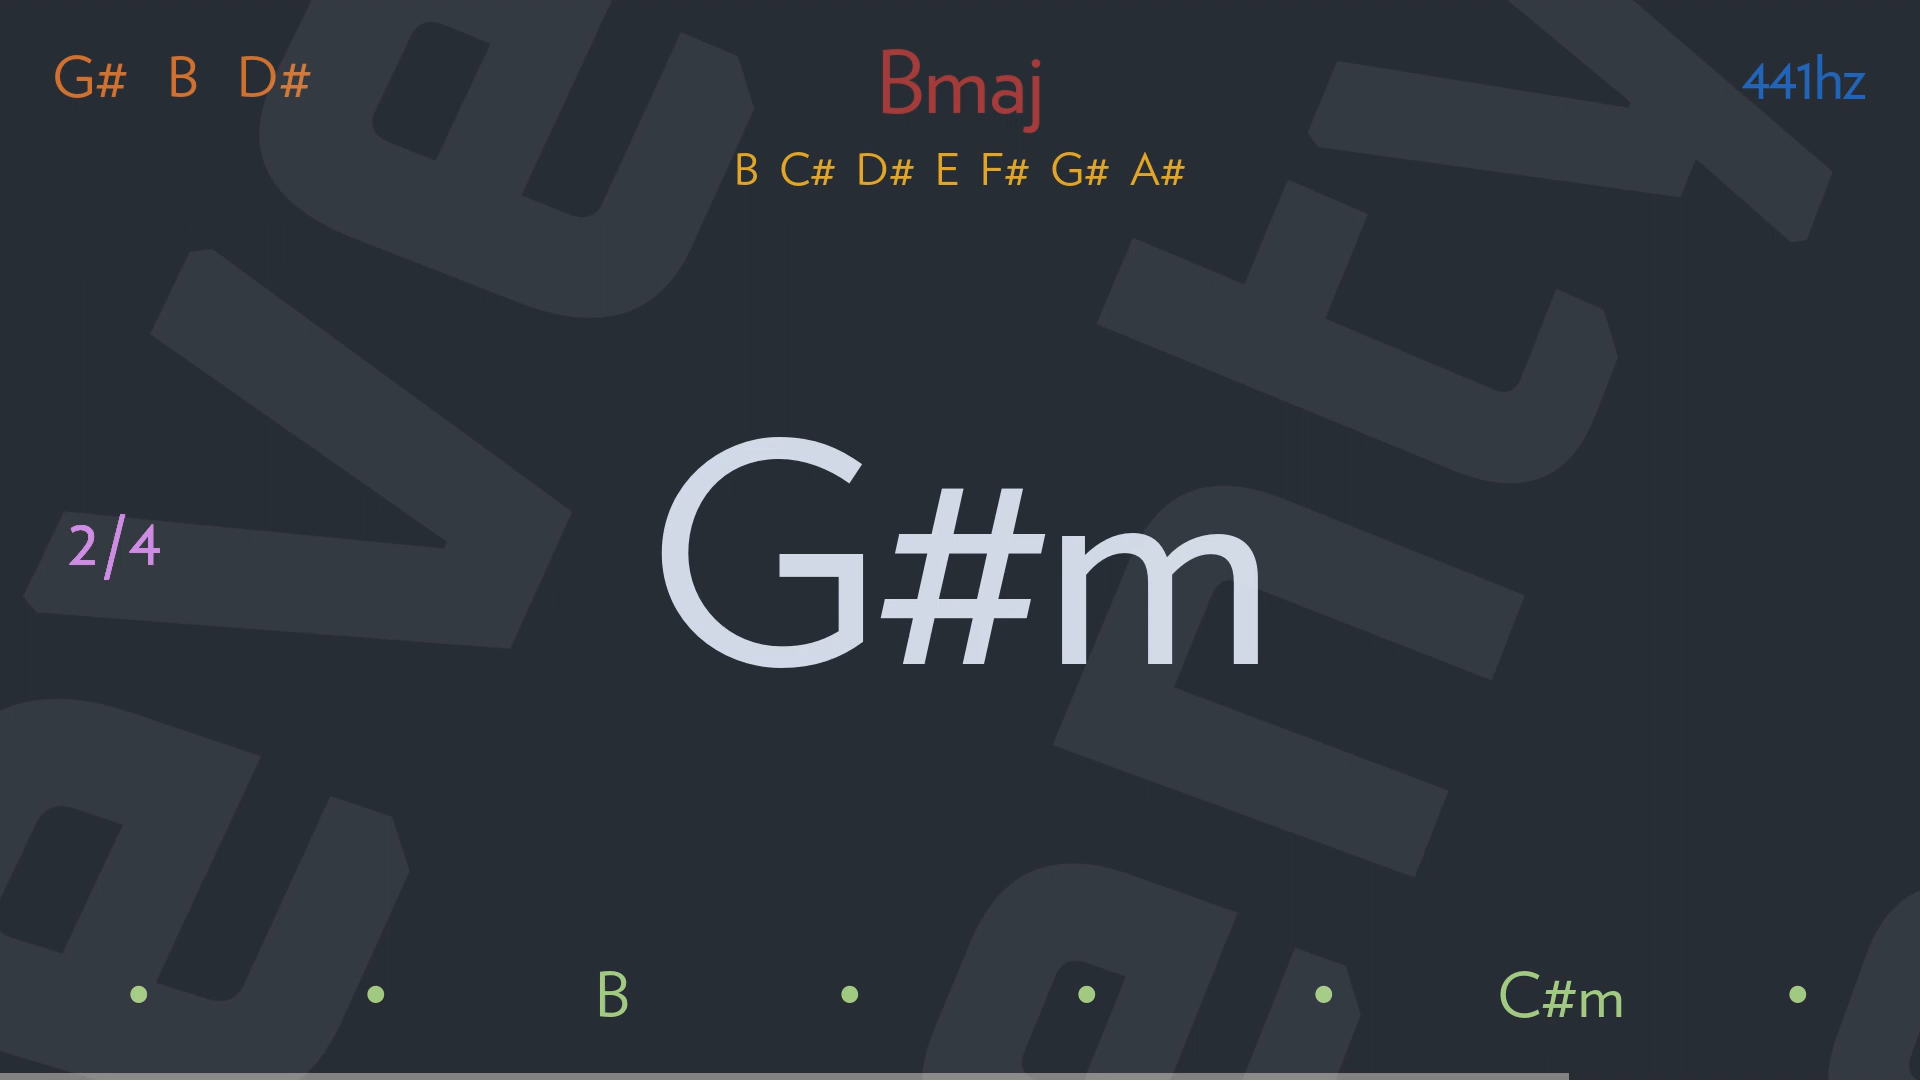 G# B D#
Bmaj
441hz
B C# D# E F# G# A#
2/4
G#m
• • B • • • C#m •